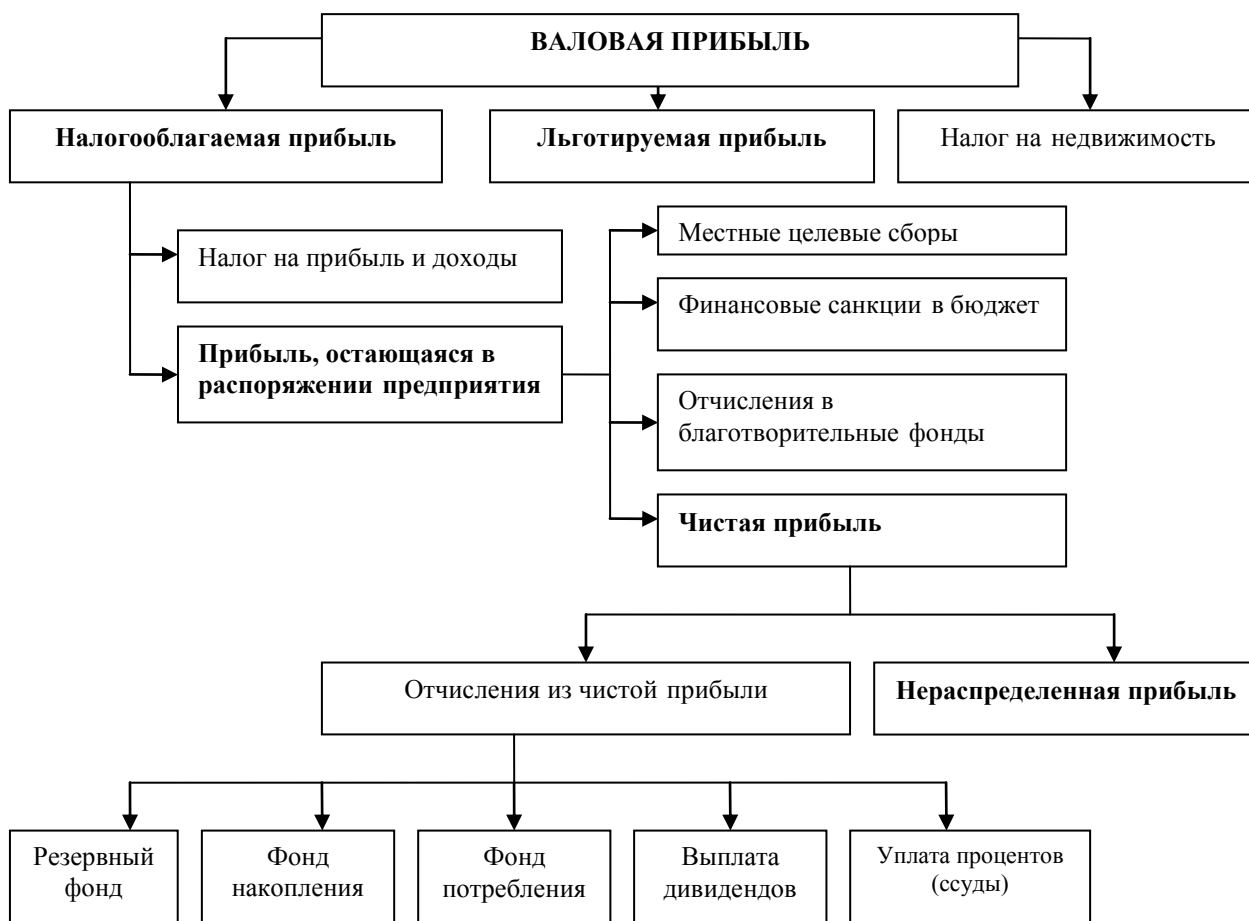 ВАЛОВАЯ ПРИБЫЛЬ
Налогооблагаемая прибыль
Льготируемая прибыль
Налог на недвижимость
Налог на прибыль и доходы
Прибыль, остающаяся в
распоряжении предприятия
Местные целевые сборы
Финансовые санкции в бюджет
Отчисления в
благотворительные фонды
Чистая прибыль
Отчисления из чистой прибыли
Нераспределенная прибыль
Резервный
фонд
Фонд
накопления
Фонд
потребления
Выплата
дивидендов
Уплата процентов
(ссуды)